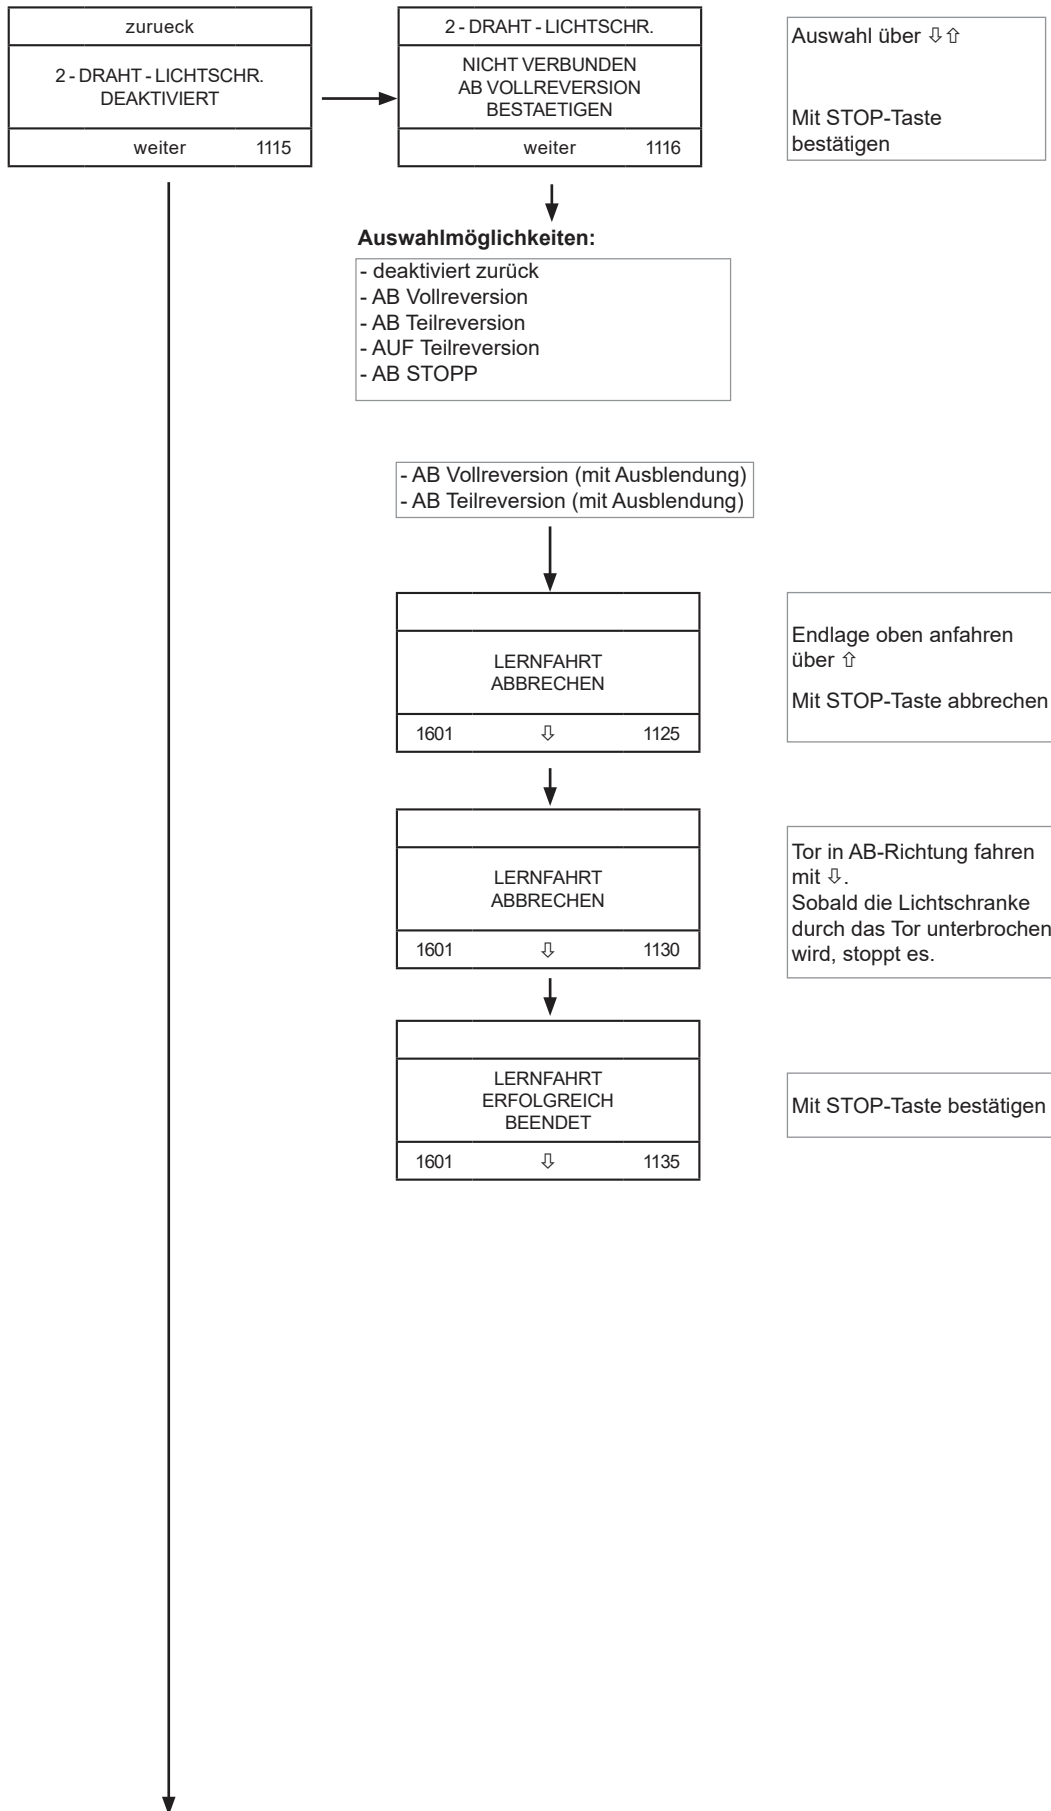 zurueck
2 - DRAHT - LICHTSCHR.
DEAKTIVIERT
weiter 1115
2 - DRAHT - LICHTSCHR.
NICHT VERBUNDEN
AB VOLLREVERSION
BESTAETIGEN
weiter 1116
Auswahl über ⇩⇧
Mit STOP-Taste
bestätigen
Auswahlmöglichkeiten:
- deaktiviert zurück
- AB Vollreversion
- AB Teilreversion
- AUF Teilreversion
- AB STOPP
- AB Vollreversion (mit Ausblendung)
- AB Teilreversion (mit Ausblendung)
LERNFAHRT
ABBRECHEN
1601 ⇩ 1125
Endlage oben anfahren
über ⇧
Mit STOP-Taste abbrechen
LERNFAHRT
ABBRECHEN
1601 ⇩ 1130
Tor in AB-Richtung fahren
mit ⇩.
Sobald die Lichtschranke
durch das Tor unterbrochen
wird, stoppt es.
LERNFAHRT
ERFOLGREICH
BEENDET
1601 ⇩ 1135
Mit STOP-Taste bestätigen